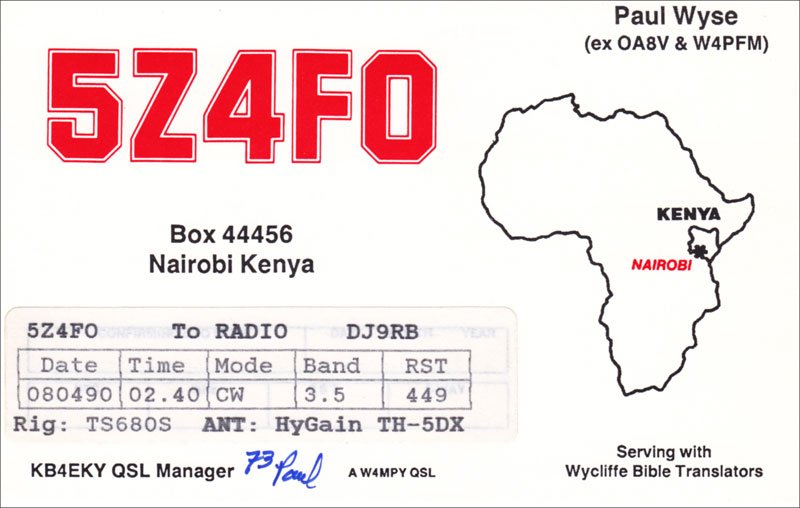 Paul Wyse
(ex OA8V & W4PFM)
5Z4FO
Box 44456
Nairobi Kenya
KENYA
NAIROBI
5Z4FO To RADIO DJ9RB
Date Time Mode Band RST
080490 02.40 CW 3.5 449
Rig: TS680S ANT: HyGain TH-5DX
KB4EKY QSL Manager 73 Paul A W4MPY QSL
Serving with
Wycliffe Bible Translators